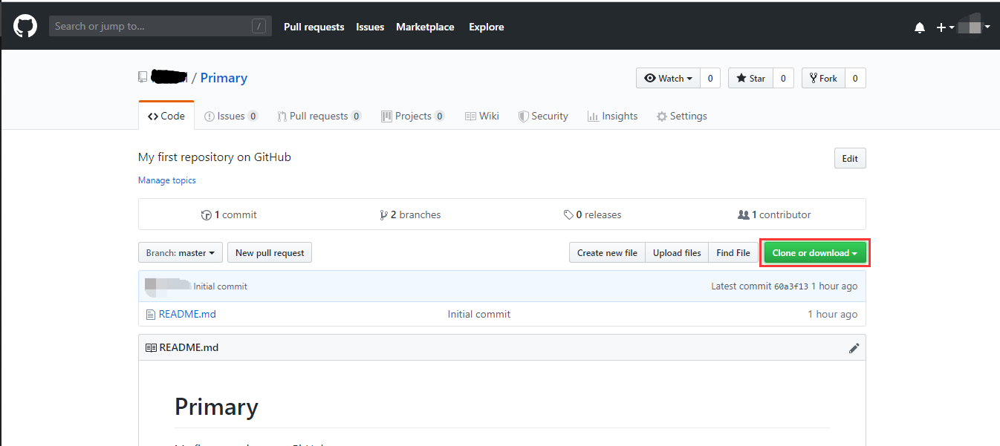 Search or jump to... / Pull requests Issues Marketplace Explore
/ Primary Watch 0 Star 0 Fork 0
Code Issues 0 Pull requests 0 Projects 0 Wiki Security Insights Settings
My first repository on GitHub Edit
Manage topics
1 commit 2 branches 0 releases 1 contributor
Branch: master New pull request Create new file Upload files Find File Clone or download
Initial commit Latest commit 60a3f13 1 hour ago
README.md Initial commit 1 hour ago
README.md
Primary